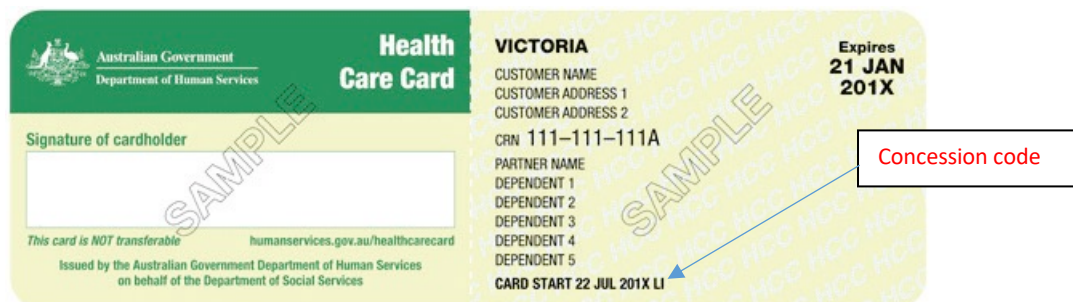 Australian Government
Department of Human Services
Health
Care Card
Signature of cardholder
SAMPLE
This card is NOT transferable
humanservices.gov.au/healthcarecard
Issued by the Australian Government Department of Human Services
on behalf of the Department of Social Services
VICTORIA
CUSTOMER NAME
CUSTOMER ADDRESS 1
CUSTOMER ADDRESS 2
CRN 111–111–111A
PARTNER NAME
DEPENDENT 1
DEPENDENT 2
DEPENDENT 3
DEPENDENT 4
DEPENDENT 5
CARD START 22 JUL 201X LI
SAMPLE
Expires
21 JAN
201X
Concession code